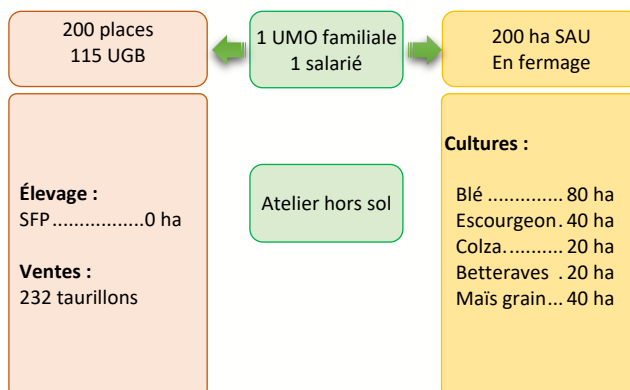 200 places
115 UGB
1 UMO familiale
1 salarié
200 ha SAU
En fermage
Élevage :
SFP.................0 ha
Ventes :
232 taurillons
Atelier hors sol
Cultures :
Blé ............. 80 ha
Escourgeon. 40 ha
Colza........... 20 ha
Betteraves . 20 ha
Maïs grain... 40 ha